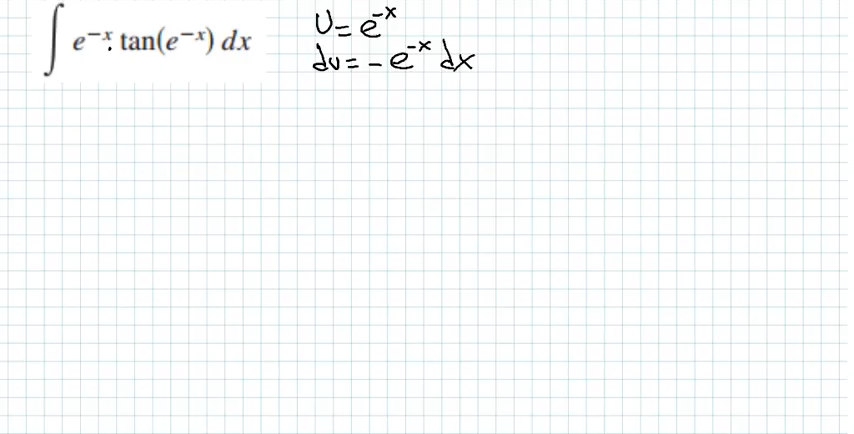 ∫ e⁻ˣ tan(e⁻ˣ) dx
U = e⁻ˣ
du = - e⁻ˣ dx